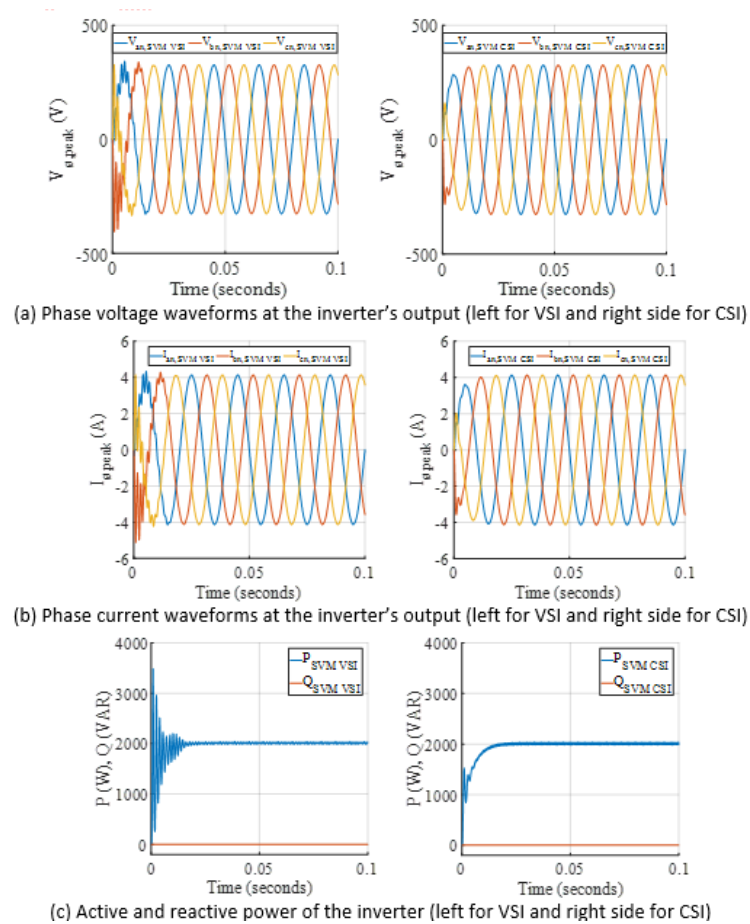 500
V_an,SVM VSI V_bn,SVM VSI V_cn,SVM VSI
0
-500
V_ø,peak (V)
0 0.05 0.1
Time (seconds)
500
V_an,SVM CSI V_bn,SVM CSI V_cn,SVM CSI
0
-500
V_ø,peak (V)
0 0.05 0.1
Time (seconds)
(a) Phase voltage waveforms at the inverter’s output (left for VSI and right side for CSI)
6
I_an,SVM VSI I_bn,SVM VSI I_cn,SVM VSI
4
2
0
-2
-4
-6
I_ø,peak (A)
0 0.05 0.1
Time (seconds)
6
I_an,SVM CSI I_bn,SVM CSI I_cn,SVM CSI
4
2
0
-2
-4
-6
I_ø,peak (A)
0 0.05 0.1
Time (seconds)
(b) Phase current waveforms at the inverter’s output (left for VSI and right side for CSI)
4000
P_SVM VSI
Q_SVM VSI
3000
2000
1000
0
P (W), Q (VAR)
0 0.05 0.1
Time (seconds)
4000
P_SVM CSI
Q_SVM CSI
3000
2000
1000
0
P (W), Q (VAR)
0 0.05 0.1
Time (seconds)
(c) Active and reactive power of the inverter (left for VSI and right side for CSI)